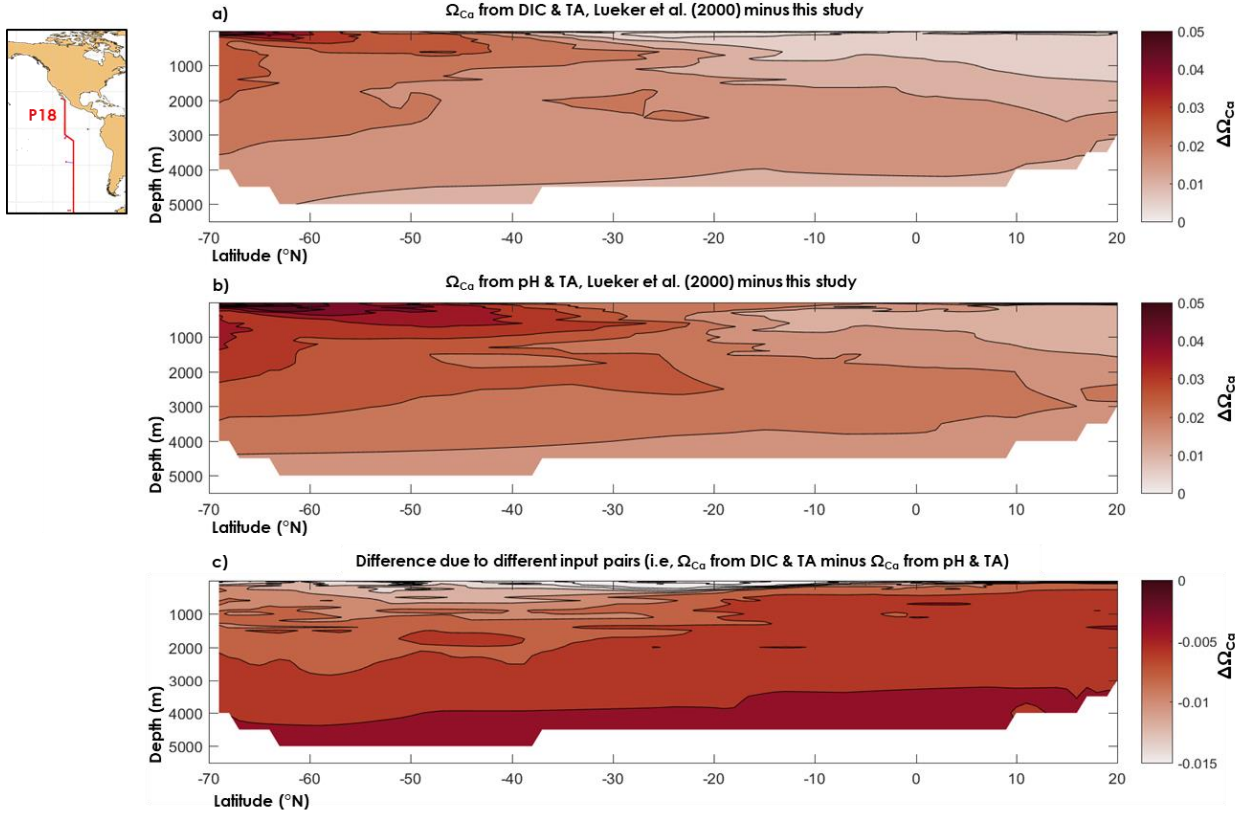 a)
Ω_Ca from DIC & TA, Lueker et al. (2000) minus this study
P18
1000
2000
3000
4000
5000
Depth (m)
-70 -60 -50 -40 -30 -20 -10 0 10 20
Latitude (°N)
0.05
0.04
0.03
0.02
0.01
0
ΔΩ_Ca
b)
Ω_Ca from pH & TA, Lueker et al. (2000) minus this study
1000
2000
3000
4000
5000
Depth (m)
-70 -60 -50 -40 -30 -20 -10 0 10 20
Latitude (°N)
0.05
0.04
0.03
0.02
0.01
0
ΔΩ_Ca
c)
Difference due to different input pairs (i.e, Ω_Ca from DIC & TA minus Ω_Ca from pH & TA)
1000
2000
3000
4000
5000
Depth (m)
-70 -60 -50 -40 -30 -20 -10 0 10 20
Latitude (°N)
0
-0.005
-0.01
-0.015
ΔΩ_Ca